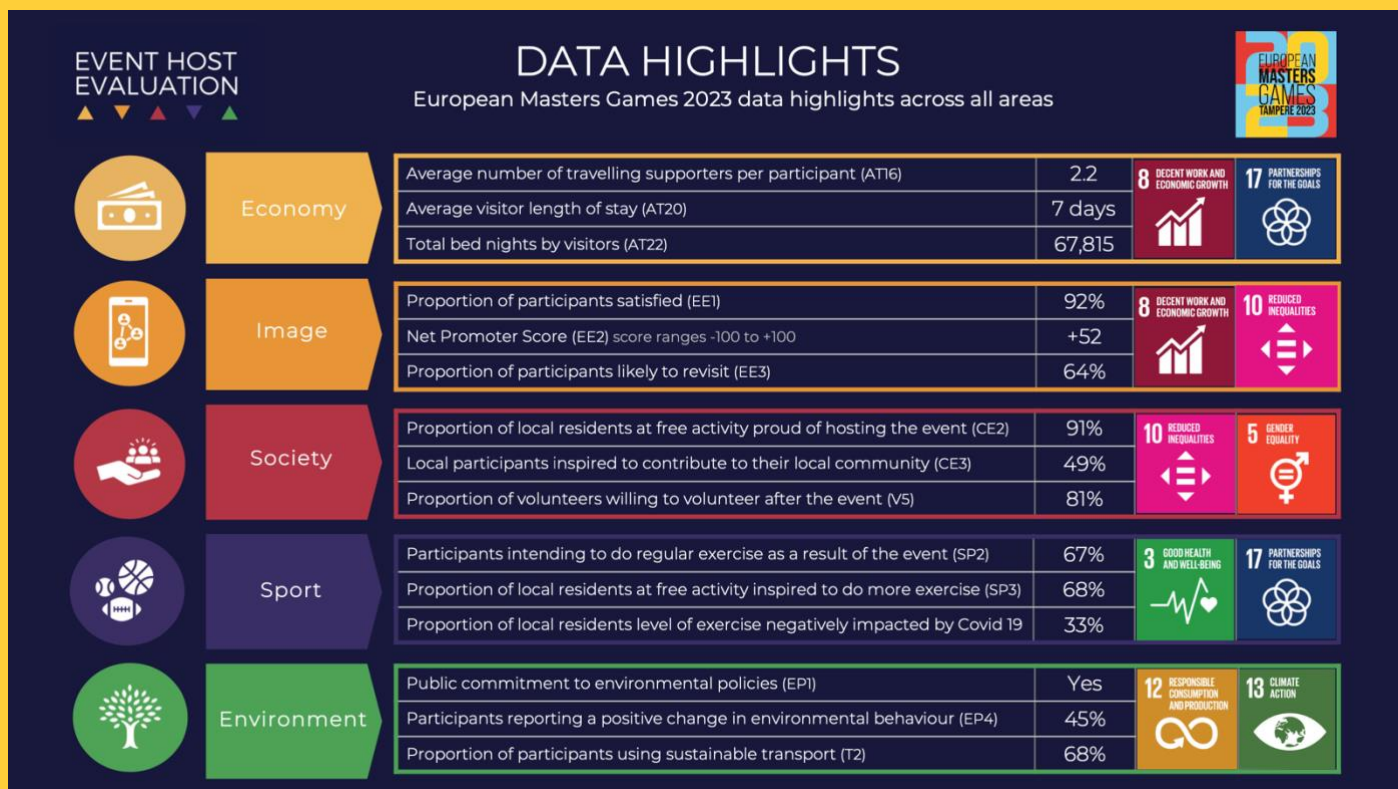 EVENT HOST
EVALUATION
DATA HIGHLIGHTS
European Masters Games 2023 data highlights across all areas
2023
EUROPEAN
MASTERS
GAMES
TAMPERE 2023
Economy
Average number of travelling supporters per participant (AT16) 2.2
Average visitor length of stay (AT20) 7 days
Total bed nights by visitors (AT22) 67,815
8 DECENT WORK AND
ECONOMIC GROWTH
17 PARTNERSHIPS
FOR THE GOALS
Image
Proportion of participants satisfied (EE1) 92%
Net Promoter Score (EE2) score ranges -100 to +100 +52
Proportion of participants likely to revisit (EE3) 64%
8 DECENT WORK AND
ECONOMIC GROWTH
10 REDUCED
INEQUALITIES
Society
Proportion of local residents at free activity proud of hosting the event (CE2) 91%
Local participants inspired to contribute to their local community (CE3) 49%
Proportion of volunteers willing to volunteer after the event (V5) 81%
10 REDUCED
INEQUALITIES
5 GENDER
EQUALITY
Sport
Participants intending to do regular exercise as a result of the event (SP2) 67%
Proportion of local residents at free activity inspired to do more exercise (SP3) 68%
Proportion of local residents level of exercise negatively impacted by Covid 19 33%
3 GOOD HEALTH
AND WELL-BEING
17 PARTNERSHIPS
FOR THE GOALS
Environment
Public commitment to environmental policies (EP1) Yes
Participants reporting a positive change in environmental behaviour (EP4) 45%
Proportion of participants using sustainable transport (T2) 68%
12 RESPONSIBLE
CONSUMPTION
AND PRODUCTION
13 CLIMATE
ACTION